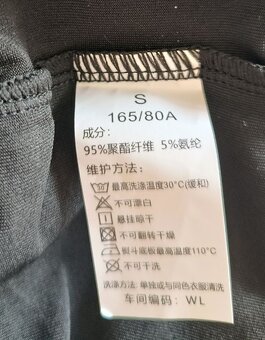 S
165/80A
成分：
95%聚酯纤维 5%氨纶
维护方法：
最高洗涤温度30℃(缓和)
不可漂白
悬挂晾干
不可翻转干燥
熨斗底板最高温度110℃
不可干洗
洗涤方法：单独或与同色衣服清洗
车间编码：WL